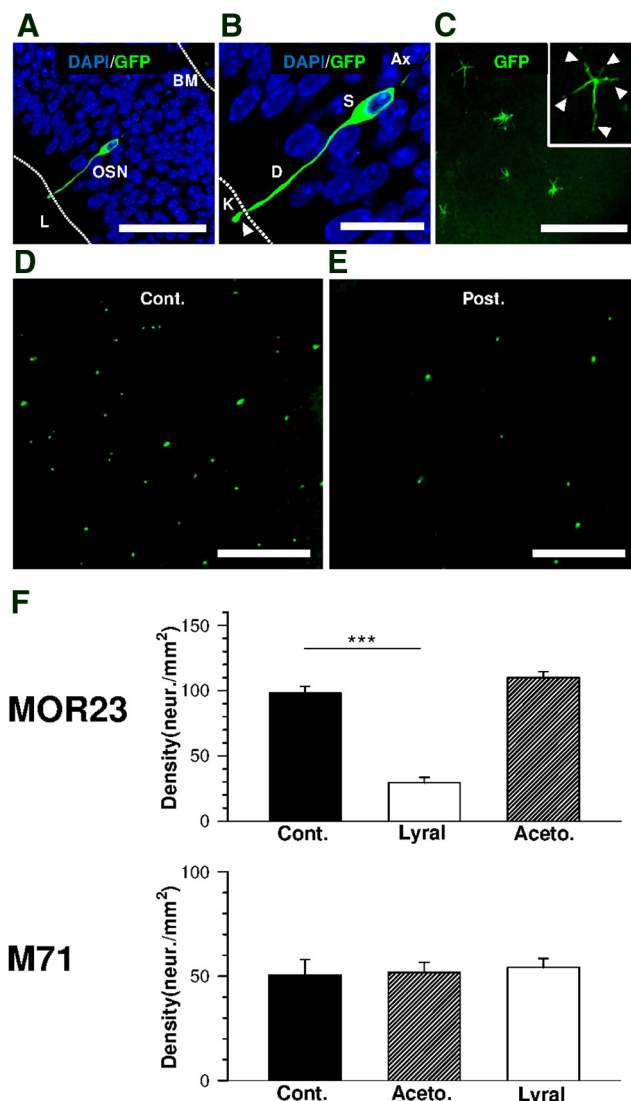 A
B
C
DAPI/GFP
BM
OSN
L
DAPI/GFP
Ax
S
D
K
GFP
D
E
Cont.
Post.
F
MOR23
Density(neur./mm²)
150
100
50
0
***
Cont.
Lyral
Aceto.
M71
Density(neur./mm²)
100
50
0
Cont.
Aceto.
Lyral